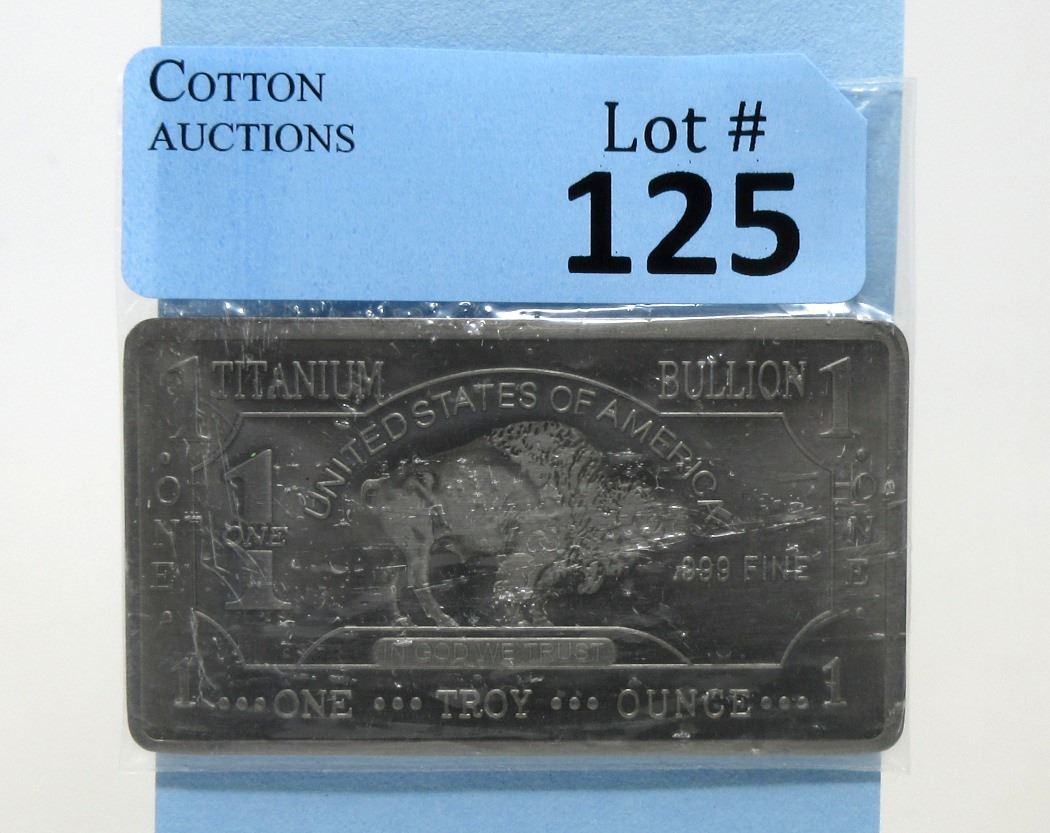 COTTON
AUCTIONS
Lot #
125
1 TITANIUM BULLION 1
UNITED STATES OF AMERICA
1
ONE
ONE
ONE
.999 FINE
IN GOD WE TRUST
1 ... ONE ... TROY ... OUNCE ... 1